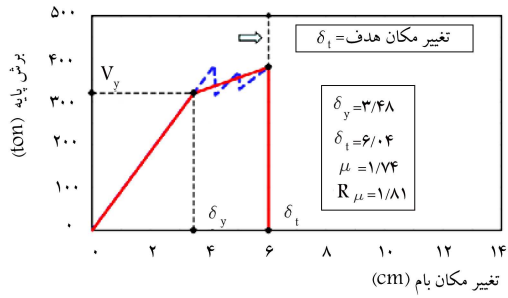 ۵۰۰
۴۰۰
۳۰۰
۲۰۰
۱۰۰
۰
برش پایه (ton)
V_y
تغییر مکان هدف= δ_t
δ_y=۳/۴۸
δ_t=۶/۰۴
μ=۱/۷۴
R_μ=۱/۸۱
δ_y
δ_t
۰ ۲ ۴ ۶ ۸ ۱۰ ۱۲ ۱۴
تغییر مکان بام (cm)